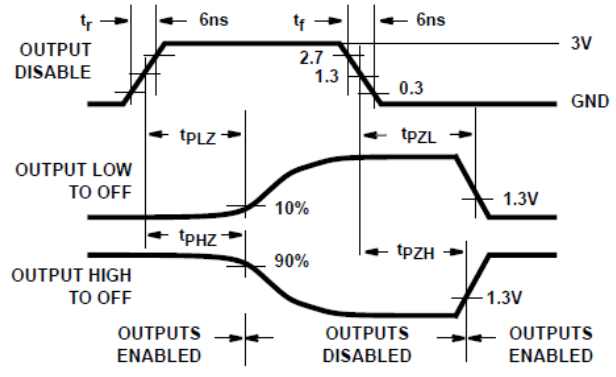 tr 6ns tf 6ns
OUTPUT
DISABLE
2.7
1.3
0.3
3V
GND
tPLZ tPZL
OUTPUT LOW
TO OFF
10%
1.3V
tPHZ tPZH
OUTPUT HIGH
TO OFF
90%
1.3V
OUTPUTS
ENABLED
OUTPUTS
DISABLED
OUTPUTS
ENABLED